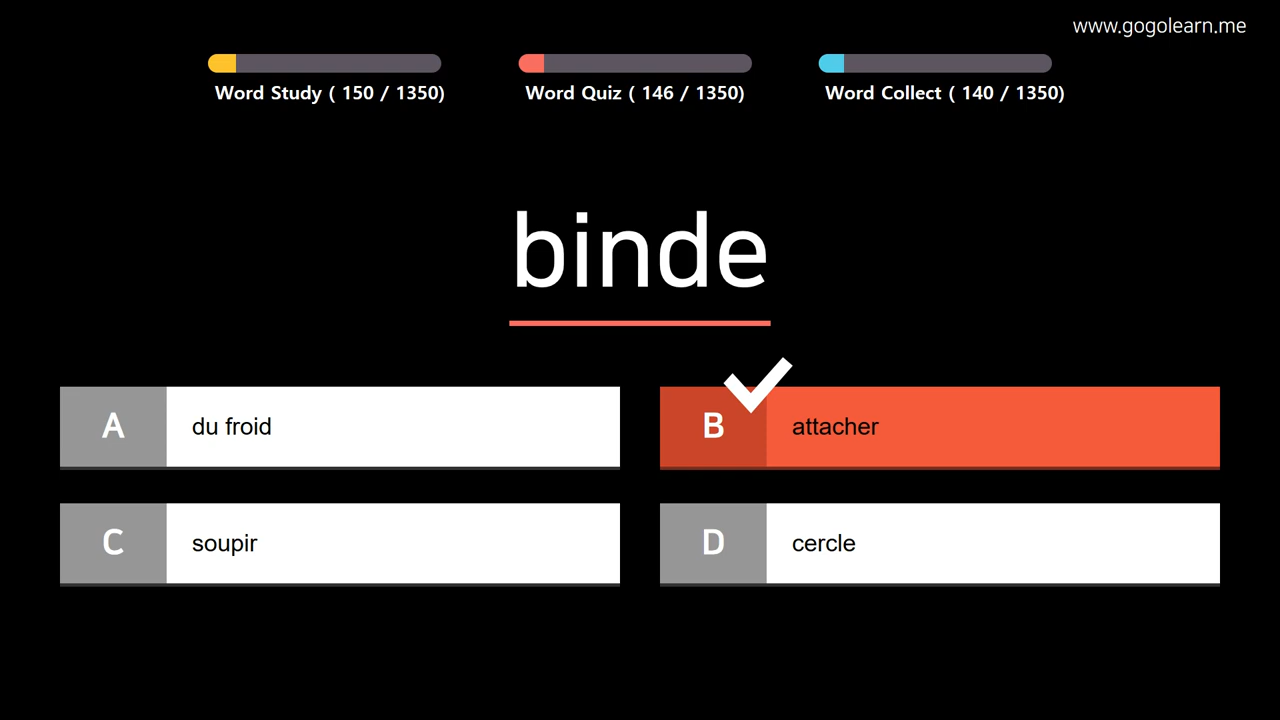 www.gogolearn.me
Word Study ( 150 / 1350)
Word Quiz ( 146 / 1350)
Word Collect ( 140 / 1350)
binde
A du froid
B attacher
C soupir
D cercle